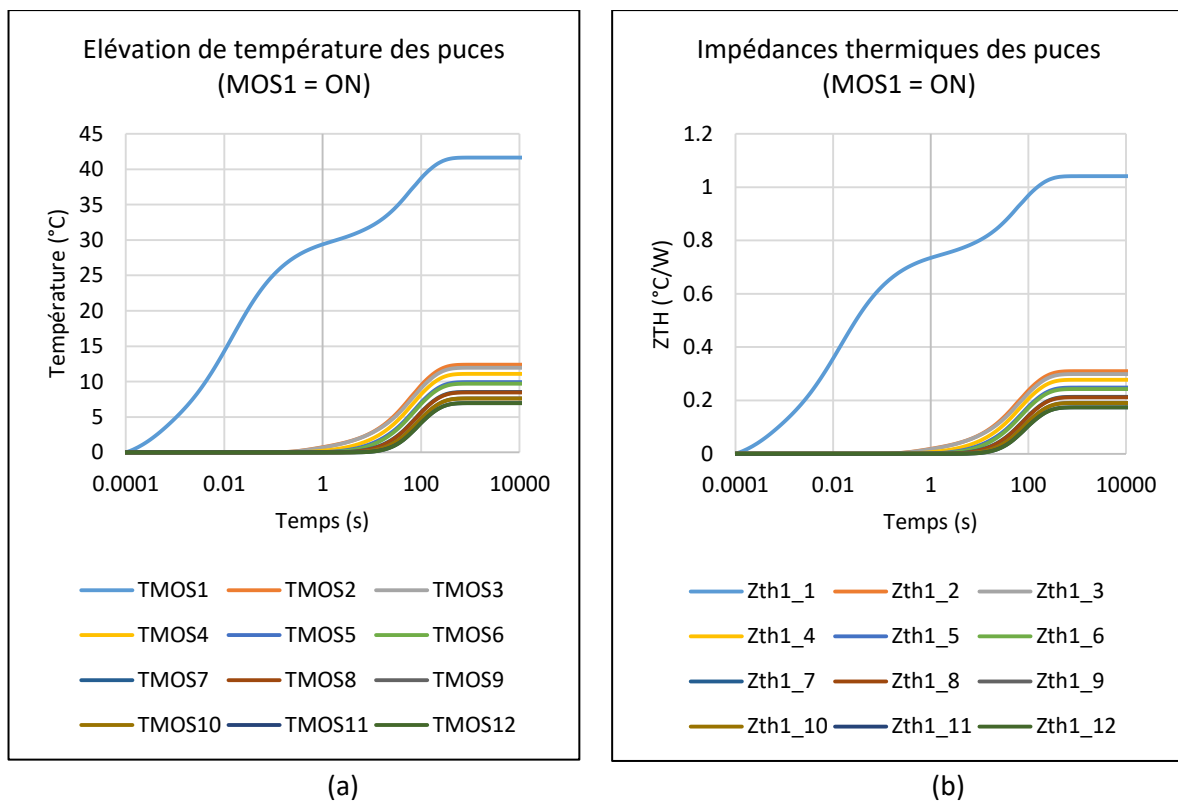 Elévation de température des puces
(MOS1 = ON)
45
40
35
30
25
20
15
10
5
0
Température (°C)
0.0001 0.01 1 100 10000
Temps (s)
TMOS1 TMOS2 TMOS3
TMOS4 TMOS5 TMOS6
TMOS7 TMOS8 TMOS9
TMOS10 TMOS11 TMOS12
(a)
Impédances thermiques des puces
(MOS1 = ON)
1.2
1
0.8
0.6
0.4
0.2
0
ZTH (°C/W)
0.0001 0.01 1 100 10000
Temps (s)
Zth1_1 Zth1_2 Zth1_3
Zth1_4 Zth1_5 Zth1_6
Zth1_7 Zth1_8 Zth1_9
Zth1_10 Zth1_11 Zth1_12
(b)